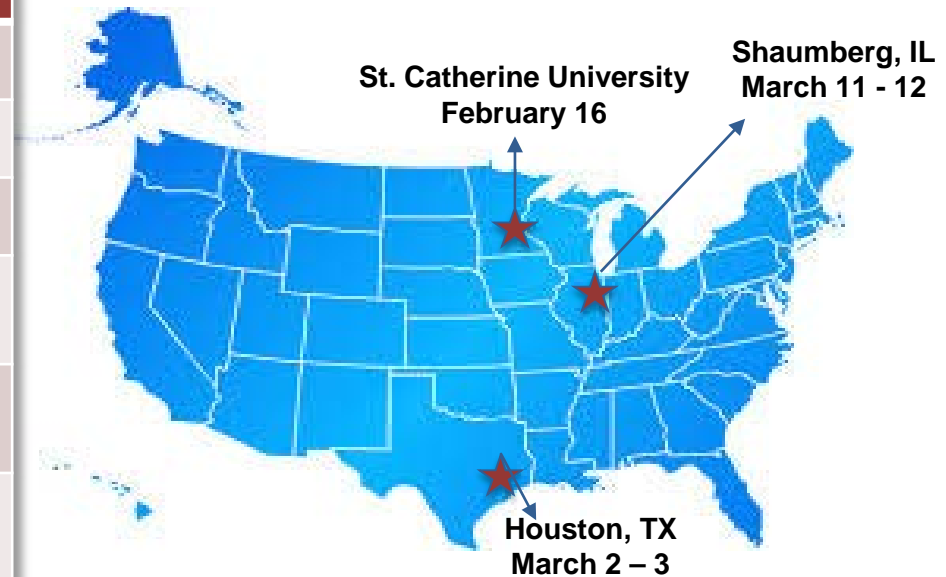 St. Catherine University
February 16
Shaumberg, IL
March 11 - 12
Houston, TX
March 2 – 3